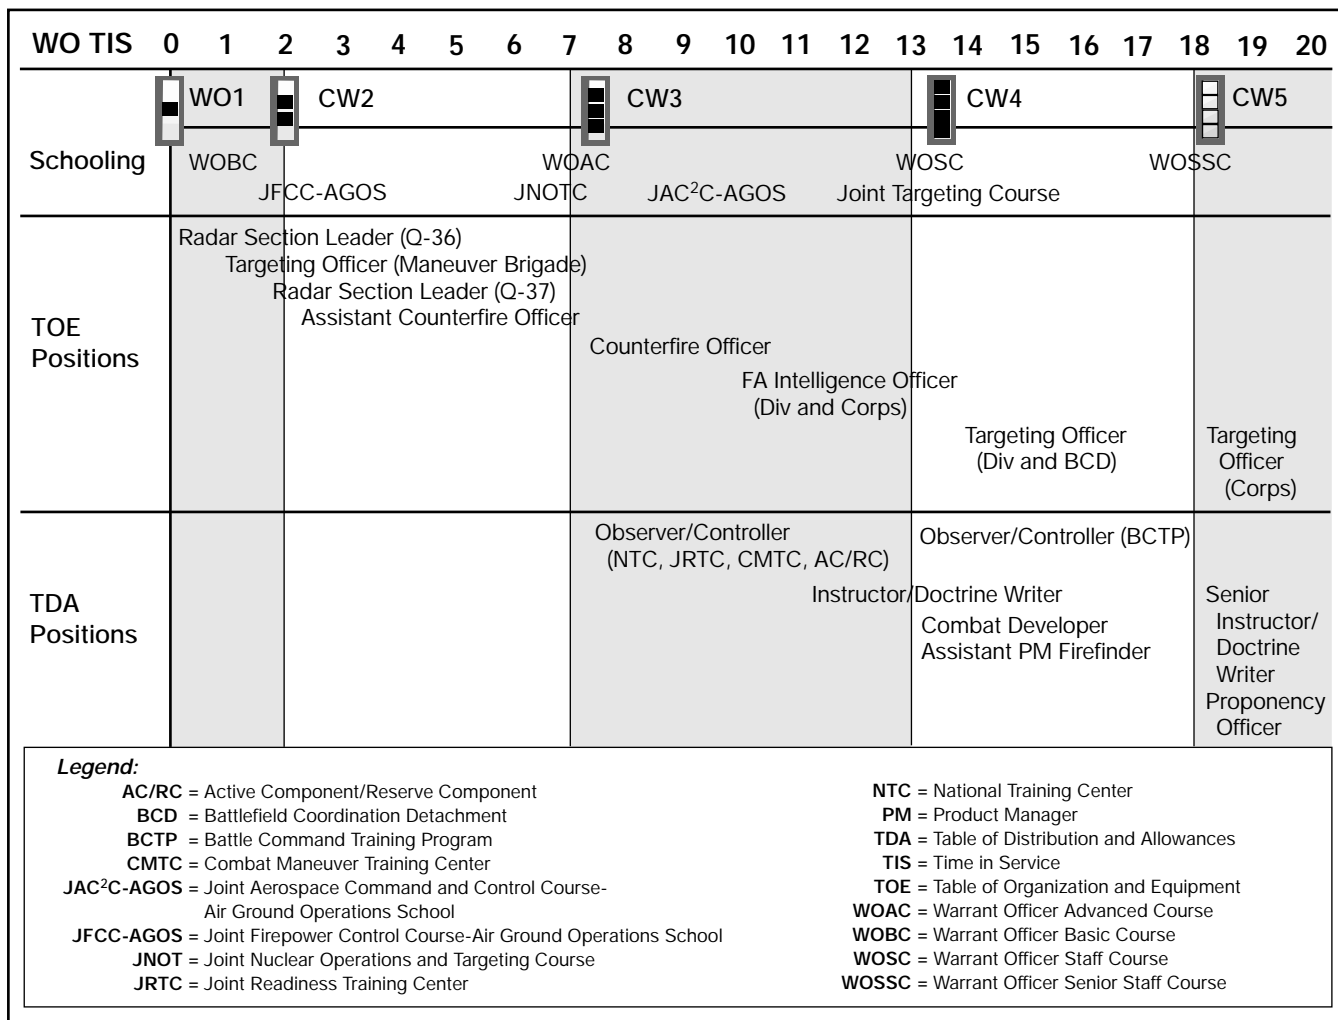 WO TIS 0 1 2 3 4 5 6 7 8 9 10 11 12 13 14 15 16 17 18 19 20
WO1 CW2 CW3 CW4 CW5
Schooling
WOBC WOAC WOSC WOSSC
JFCC-AGOS JNOTC JAC²C-AGOS Joint Targeting Course
TOE
Positions
Radar Section Leader (Q-36)
Targeting Officer (Maneuver Brigade)
Radar Section Leader (Q-37)
Assistant Counterfire Officer
Counterfire Officer
FA Intelligence Officer
(Div and Corps)
Targeting Officer
(Div and BCD)
Targeting
Officer
(Corps)
TDA
Positions
Observer/Controller
(NTC, JRTC, CMTC, AC/RC)
Observer/Controller (BCTP)
Instructor/Doctrine Writer
Combat Developer
Assistant PM Firefinder
Senior
Instructor/
Doctrine
Writer
Proponency
Officer
Legend:
AC/RC = Active Component/Reserve Component
BCD = Battlefield Coordination Detachment
BCTP = Battle Command Training Program
CMTC = Combat Maneuver Training Center
JAC²C-AGOS = Joint Aerospace Command and Control Course-
Air Ground Operations School
JFCC-AGOS = Joint Firepower Control Course-Air Ground Operations School
JNOT = Joint Nuclear Operations and Targeting Course
JRTC = Joint Readiness Training Center
NTC = National Training Center
PM = Product Manager
TDA = Table of Distribution and Allowances
TIS = Time in Service
TOE = Table of Organization and Equipment
WOAC = Warrant Officer Advanced Course
WOBC = Warrant Officer Basic Course
WOSC = Warrant Officer Staff Course
WOSSC = Warrant Officer Senior Staff Course